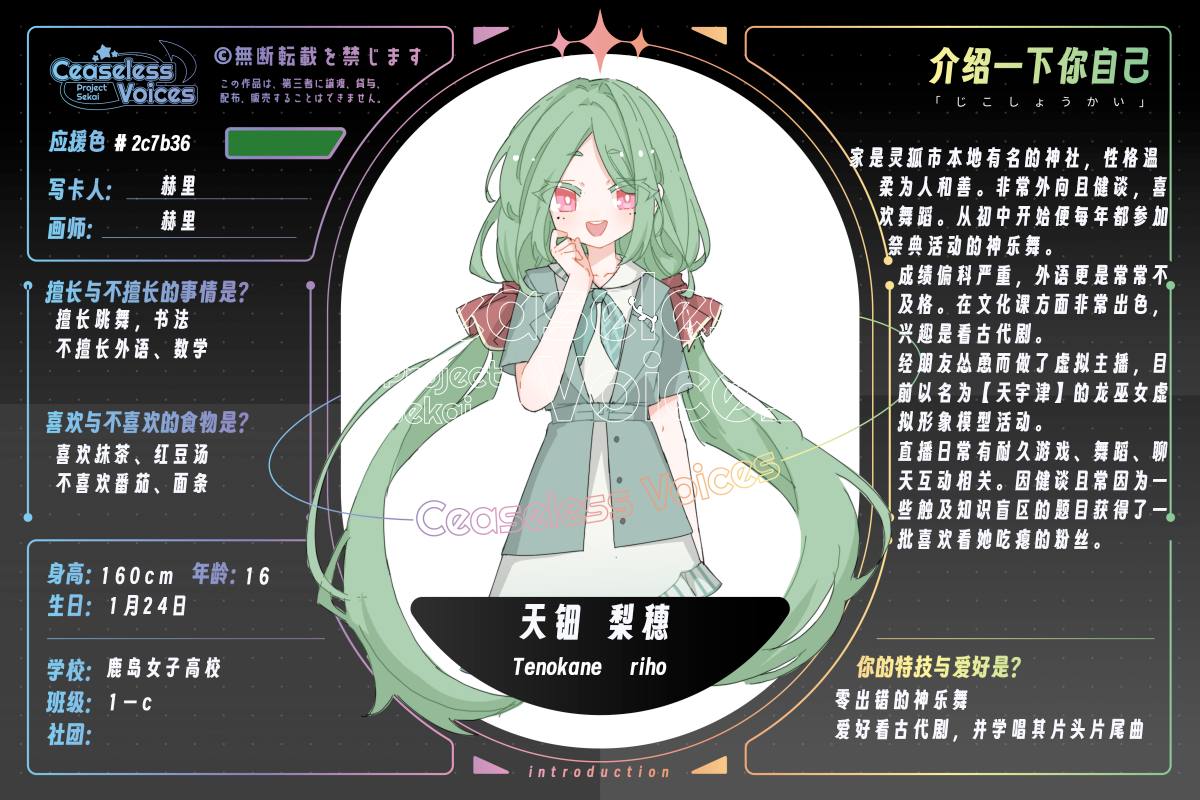 Ceaseless
Project
Sekai
Voices
©無断転載を禁じます
この作品は、第三者に譲渡、貸与、
配布、販売することはできません。
应援色 # 2c7b36
写卡人: 赫里
画师: 赫里
擅长与不擅长的事情是?
擅长跳舞，书法
不擅长外语、数学
喜欢与不喜欢的食物是?
喜欢抹茶、红豆汤
不喜欢番茄、面条
身高: 160cm 年龄: 16
生日: 1月24日
学校: 鹿岛女子高校
班级: 1－c
社团:
Ceaseless
Project
Sekai
Voices
Ceaseless Voices
天钿 梨穗
Tenokane riho
introduction
介绍一下你自己
「じこしょうかい」
家是灵狐市本地有名的神社，性格温
柔为人和善。非常外向且健谈，喜
欢舞蹈。从初中开始便每年都参加
祭典活动的神乐舞。
成绩偏科严重，外语更是常常不
及格。在文化课方面非常出色，
兴趣是看古代剧。
经朋友怂恿而做了虚拟主播，目
前以名为【天宇津】的龙巫女虚
拟形象模型活动。
直播日常有耐久游戏、舞蹈、聊
天互动相关。因健谈且常因为一
些触及知识盲区的题目获得了一
批喜欢看她吃瘪的粉丝。
你的特技与爱好是?
零出错的神乐舞
爱好看古代剧，并学唱其片头片尾曲